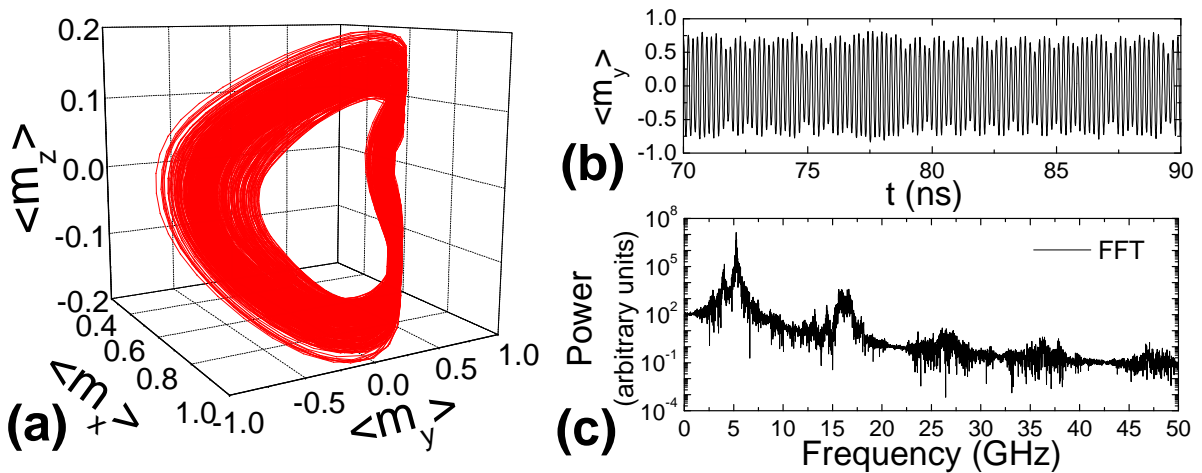 0.2
0.1
0.0
-0.1
-0.2
<m_z>
0.4
0.6
0.8
1.0
<m_x>
-1.0
-0.5
0.0
0.5
1.0
<m_y>
(a)
1.0
0.5
0.0
-0.5
-1.0
<m_y>
70 75 80 85 90
t (ns)
(b)
10^8
10^5
10^2
10^-1
10^-4
Power
(arbitrary units)
FFT
0 5 10 15 20 25 30 35 40 45 50
Frequency (GHz)
(c)